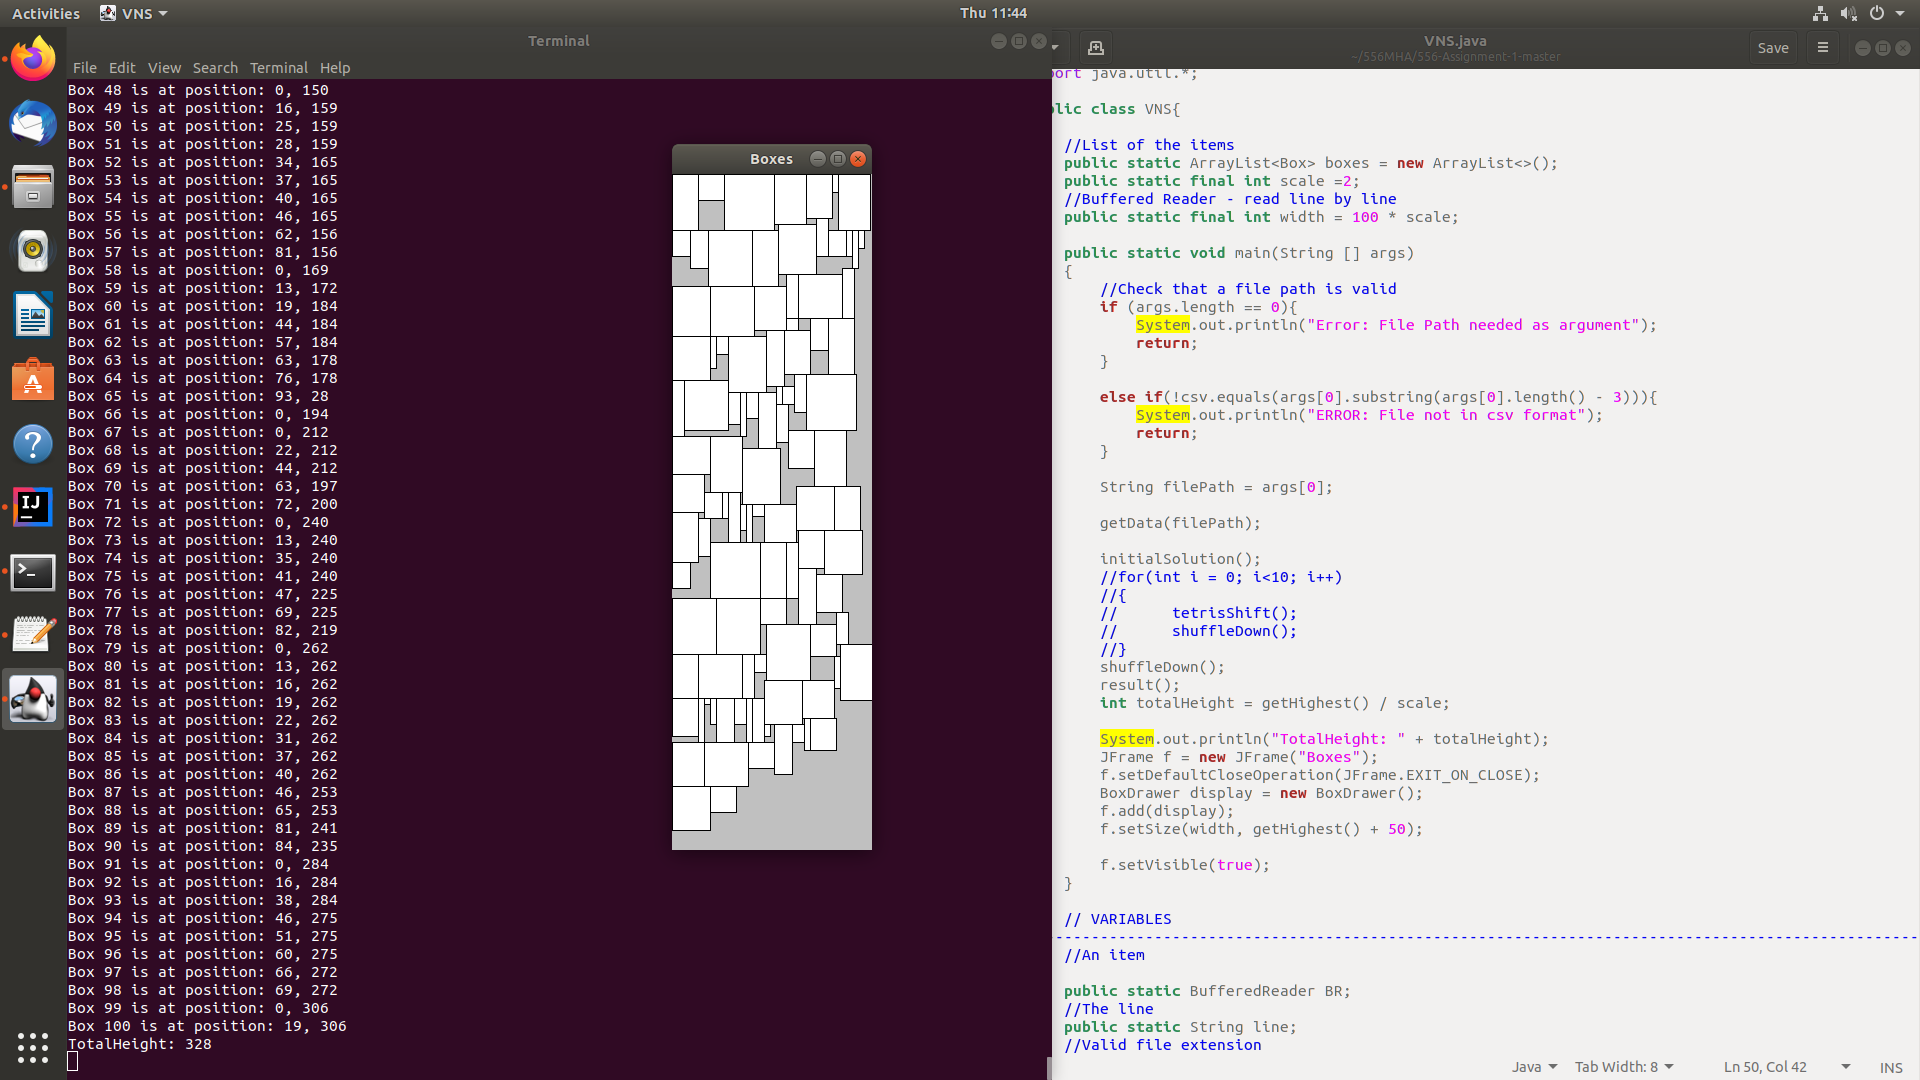 Activities VNS Thu 11:44
Terminal
File Edit View Search Terminal Help
Box 48 is at position: 0, 150
Box 49 is at position: 16, 159
Box 50 is at position: 25, 159
Box 51 is at position: 28, 159
Box 52 is at position: 34, 165
Box 53 is at position: 37, 165
Box 54 is at position: 40, 165
Box 55 is at position: 46, 165
Box 56 is at position: 62, 156
Box 57 is at position: 81, 156
Box 58 is at position: 0, 169
Box 59 is at position: 13, 172
Box 60 is at position: 19, 184
Box 61 is at position: 44, 184
Box 62 is at position: 57, 184
Box 63 is at position: 63, 178
Box 64 is at position: 76, 178
Box 65 is at position: 93, 28
Box 66 is at position: 0, 194
Box 67 is at position: 0, 212
Box 68 is at position: 22, 212
Box 69 is at position: 44, 212
Box 70 is at position: 63, 197
Box 71 is at position: 72, 200
Box 72 is at position: 0, 240
Box 73 is at position: 13, 240
Box 74 is at position: 35, 240
Box 75 is at position: 41, 240
Box 76 is at position: 47, 225
Box 77 is at position: 69, 225
Box 78 is at position: 82, 219
Box 79 is at position: 0, 262
Box 80 is at position: 13, 262
Box 81 is at position: 16, 262
Box 82 is at position: 19, 262
Box 83 is at position: 22, 262
Box 84 is at position: 31, 262
Box 85 is at position: 37, 262
Box 86 is at position: 40, 262
Box 87 is at position: 46, 253
Box 88 is at position: 65, 253
Box 89 is at position: 81, 241
Box 90 is at position: 84, 235
Box 91 is at position: 0, 284
Box 92 is at position: 16, 284
Box 93 is at position: 38, 284
Box 94 is at position: 46, 275
Box 95 is at position: 51, 275
Box 96 is at position: 60, 275
Box 97 is at position: 66, 272
Box 98 is at position: 69, 272
Box 99 is at position: 0, 306
Box 100 is at position: 19, 306
TotalHeight: 328
Boxes
VNS.java
~/556MHA/556-Assignment-1-master
Save
ort java.util.*;
lic class VNS{
//List of the items
public static ArrayList<Box> boxes = new ArrayList<>();
public static final int scale =2;
//Buffered Reader - read line by line
public static final int width = 100 * scale;
public static void main(String [] args)
{
//Check that a file path is valid
if (args.length == 0){
System.out.println("Error: File Path needed as argument");
return;
}
else if(!csv.equals(args[0].substring(args[0].length() - 3))){
System.out.println("ERROR: File not in csv format");
return;
}
String filePath = args[0];
getData(filePath);
initialSolution();
//for(int i = 0; i<10; i++)
//{
// tetrisShift();
// shuffleDown();
//}
shuffleDown();
result();
int totalHeight = getHighest() / scale;
System.out.println("TotalHeight: " + totalHeight);
JFrame f = new JFrame("Boxes");
f.setDefaultCloseOperation(JFrame.EXIT_ON_CLOSE);
BoxDrawer display = new BoxDrawer();
f.add(display);
f.setSize(width, getHighest() + 50);
f.setVisible(true);
}
// VARIABLES
------------------------------------------------------------------------------------------------
//An item
public static BufferedReader BR;
//The line
public static String line;
//Valid file extension
Java Tab Width: 8 Ln 50, Col 42 INS